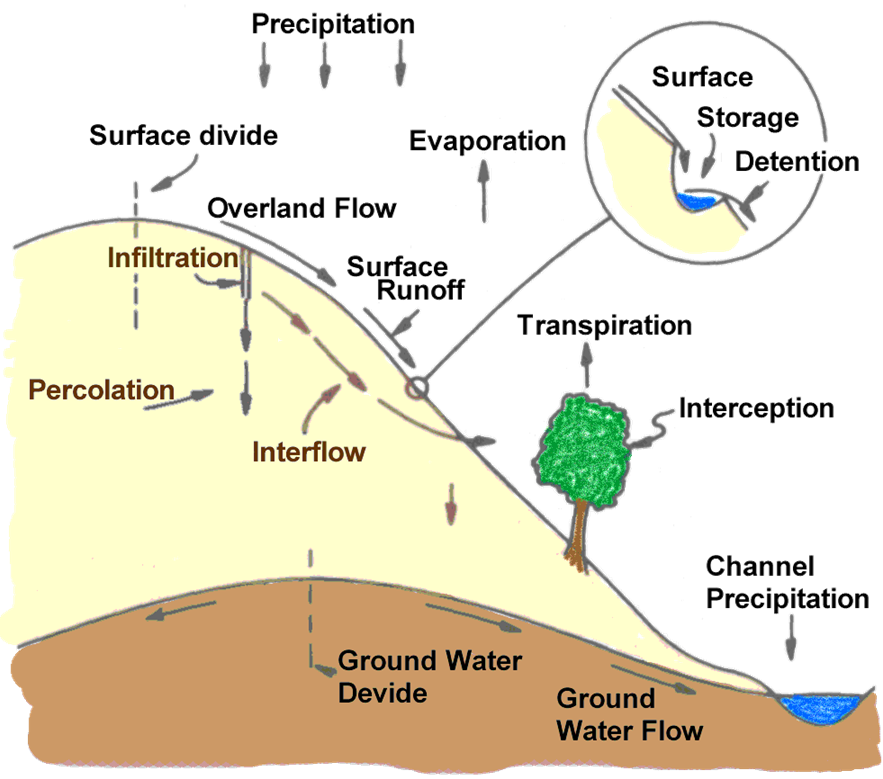 Precipitation
Surface divide
Evaporation
Surface
Storage
Detention
Overland Flow
Infiltration
Surface
Runoff
Transpiration
Percolation
Interflow
Interception
Channel
Precipitation
Ground Water
Devide
Ground
Water Flow